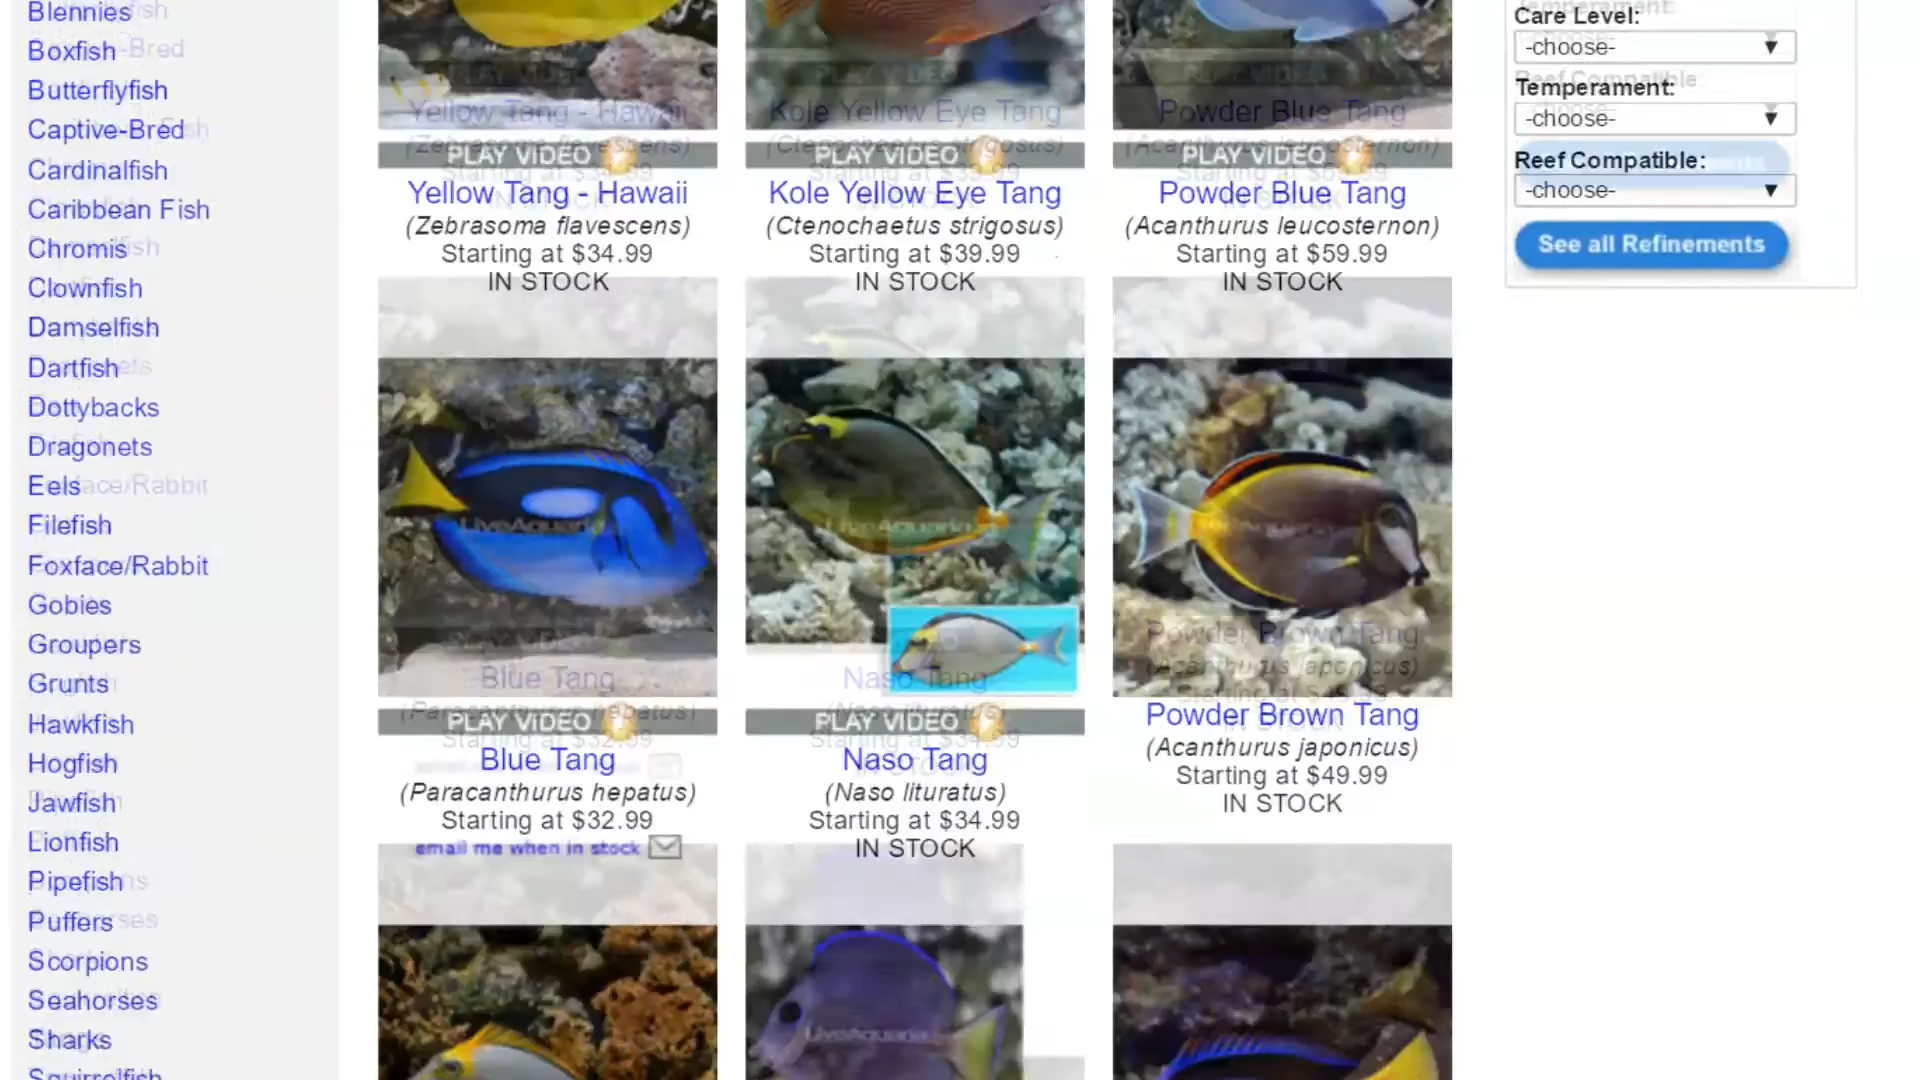 Blennies
Boxfish
Butterflyfish
Captive-Bred
Cardinalfish
Caribbean Fish
Chromis
Clownfish
Damselfish
Dartfish
Dottybacks
Dragonets
Eels
Filefish
Foxface/Rabbit
Gobies
Groupers
Grunts
Hawkfish
Hogfish
Jawfish
Lionfish
Pipefish
Puffers
Scorpions
Seahorses
Sharks
Squirrelfish
PLAY VIDEO
Yellow Tang - Hawaii
(Zebrasoma flavescens)
Starting at $34.99
IN STOCK
PLAY VIDEO
Kole Yellow Eye Tang
(Ctenochaetus strigosus)
Starting at $39.99
IN STOCK
PLAY VIDEO
Powder Blue Tang
(Acanthurus leucosternon)
Starting at $59.99
IN STOCK
LiveAquaria
PLAY VIDEO
Blue Tang
(Paracanthurus hepatus)
Starting at $32.99
email me when in stock
LiveAquaria
PLAY VIDEO
Naso Tang
(Naso lituratus)
Starting at $34.99
IN STOCK
Powder Brown Tang
(Acanthurus japonicus)
Starting at $49.99
IN STOCK
LiveAquaria
Care Level:
-choose-
Temperament:
-choose-
Reef Compatible:
-choose-
See all Refinements